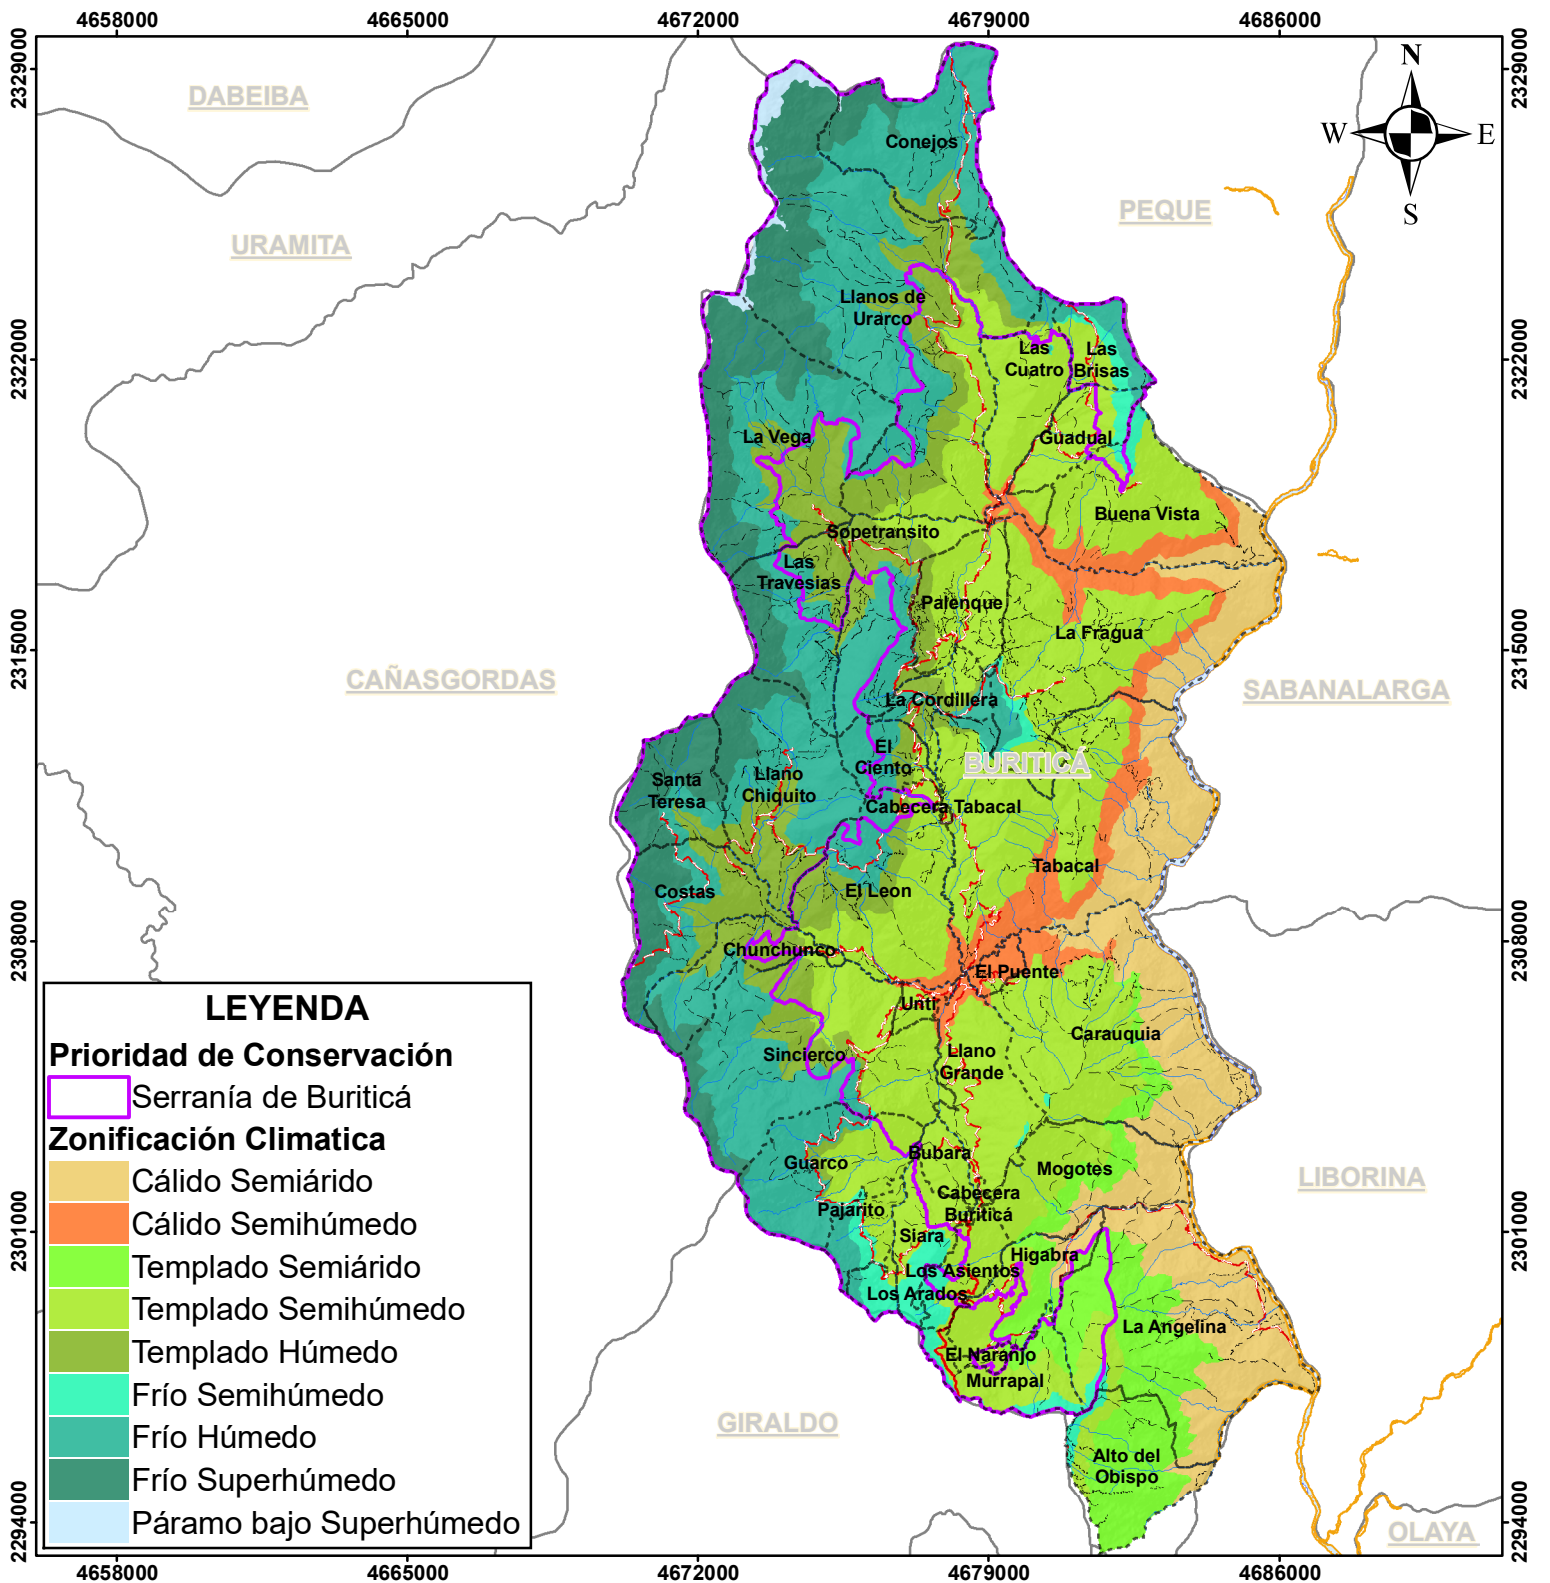 4658000 4665000 4672000 4679000 4686000
2329000
2329000
N
W E
S
DABEIBA
Conejos
PEQUE
URAMITA
Llanos de
Urarco
2322000
2322000
Las
Cuatro
Las
Brisas
La Vega
Guadual
Buena Vista
Sopetransito
Las
Travesias
Palenque
La Fragua
2315000
2315000
CAÑASGORDAS
SABANALARGA
La Cordillera
El
Ciento
BURITICÁ
Santa
Teresa
Llano
Chiquito
Cabecera Tabacal
Tabacal
Costas
El Leon
2308000
2308000
Chunchunco
El Puente
Unti
Carauquia
Sincierco
Llano
Grande
Bubara
Guarco
Mogotes
LIBORINA
Cabecera
Buriticá
Pajarito
2301000
2301000
Siara
Higabra
Los Asientos
Los Arados
La Angelina
El Naranjo
Murrapal
GIRALDO
Alto del
Obispo
2294000
2294000
OLAYA
LEYENDA
Prioridad de Conservación
Serranía de Buriticá
Zonificación Climatica
Cálido Semiárido
Cálido Semihúmedo
Templado Semiárido
Templado Semihúmedo
Templado Húmedo
Frío Semihúmedo
Frío Húmedo
Frío Superhúmedo
Páramo bajo Superhúmedo
4658000 4665000 4672000 4679000 4686000